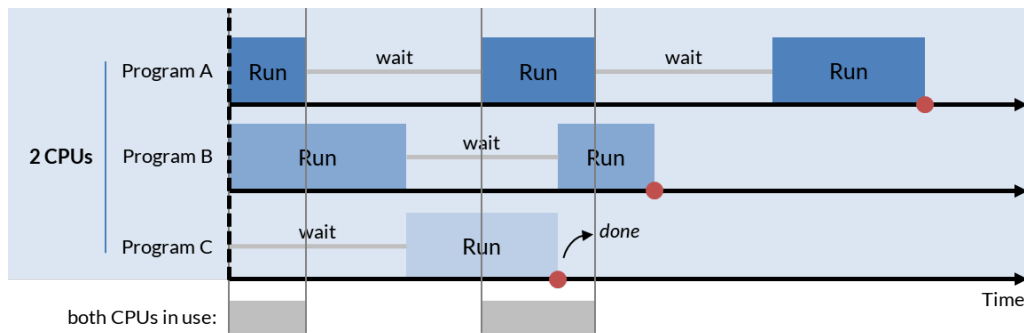 Program A
Run
wait
Run
wait
Run
2 CPUs
Program B
Run
wait
Run
Program C
wait
Run
done
Time
both CPUs in use: